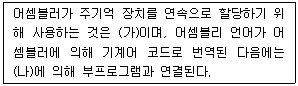 어셈블러가 주기억 장치를 연속으로 할당하기 위
해 사용하는 것은 (가)이며, 어셈블리 언어가 어
셈블러에 의해 기계어 코드로 번역된 다음에는
(나)에 의해 부프로그램과 연결된다.